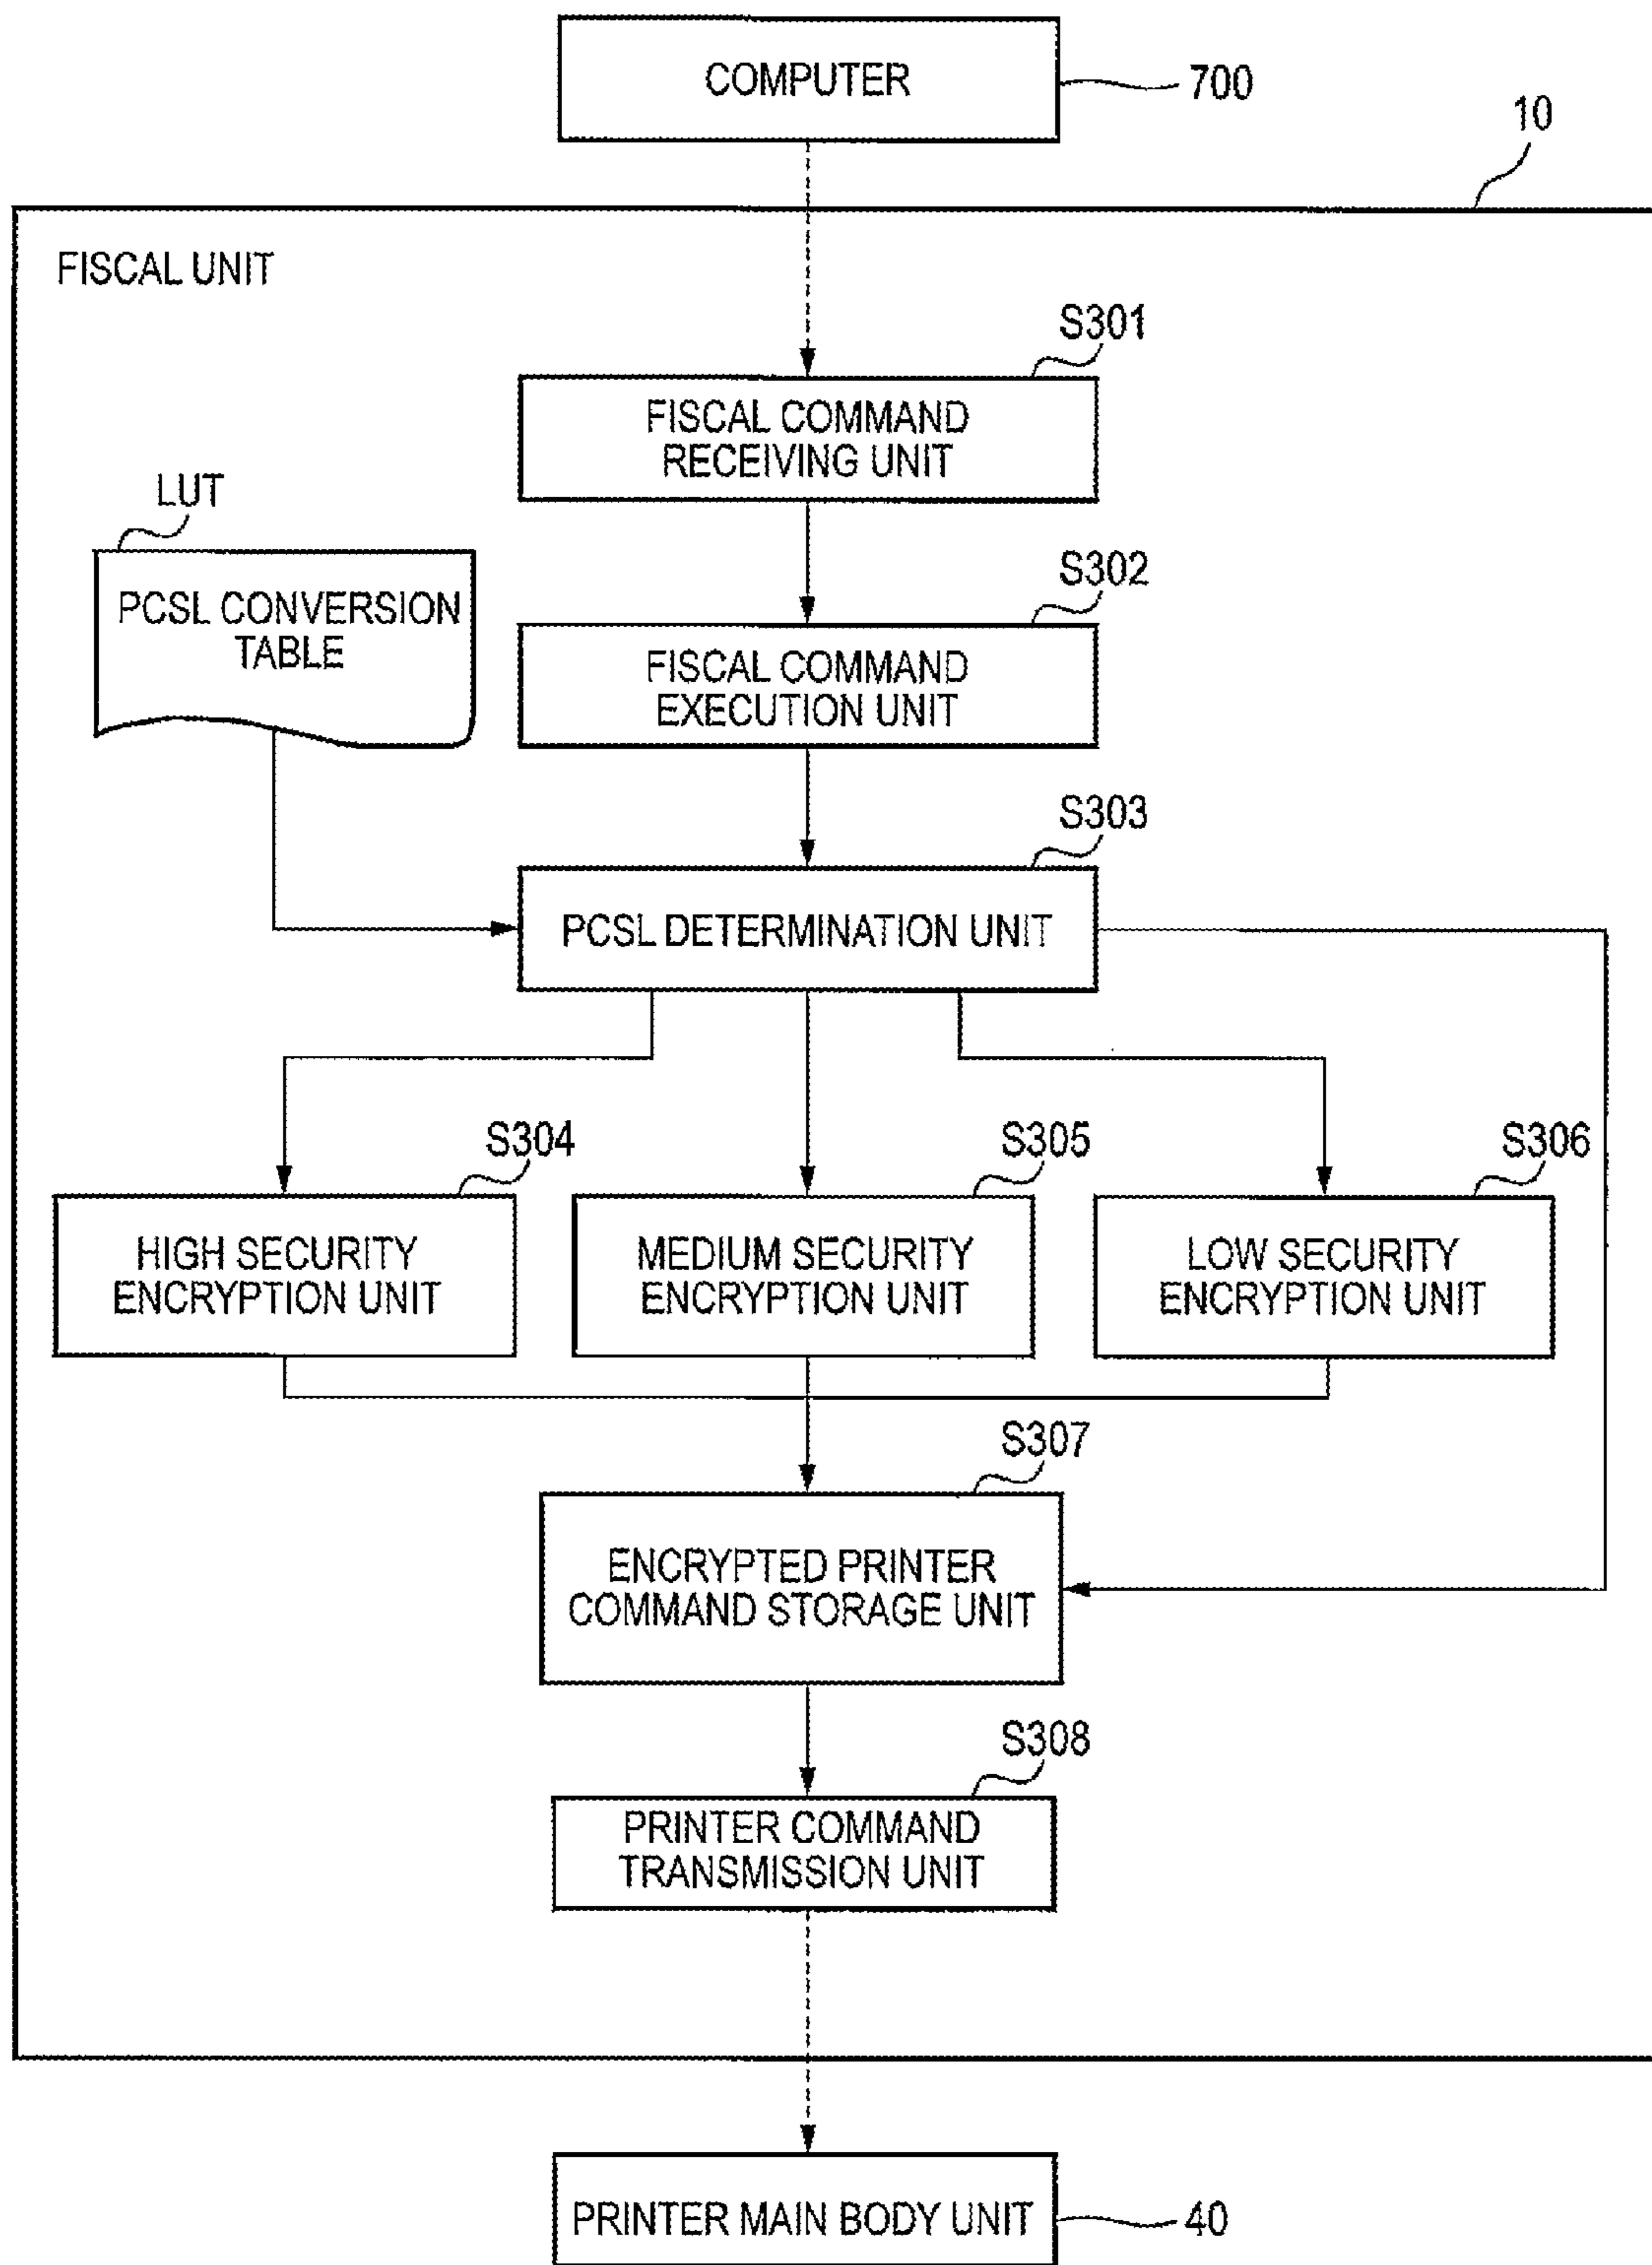 COMPUTER
700
10
FISCAL UNIT
S301
FISCAL COMMAND
RECEIVING UNIT
LUT
PCSL CONVERSION
TABLE
S302
FISCAL COMMAND
EXECUTION UNIT
S303
PCSL DETERMINATION UNIT
S304
S305
S306
HIGH SECURITY
ENCRYPTION UNIT
MEDIUM SECURITY
ENCRYPTION UNIT
LOW SECURITY
ENCRYPTION UNIT
S307
ENCRYPTED PRINTER
COMMAND STORAGE UNIT
S308
PRINTER COMMAND
TRANSMISSION UNIT
PRINTER MAIN BODY UNIT
40